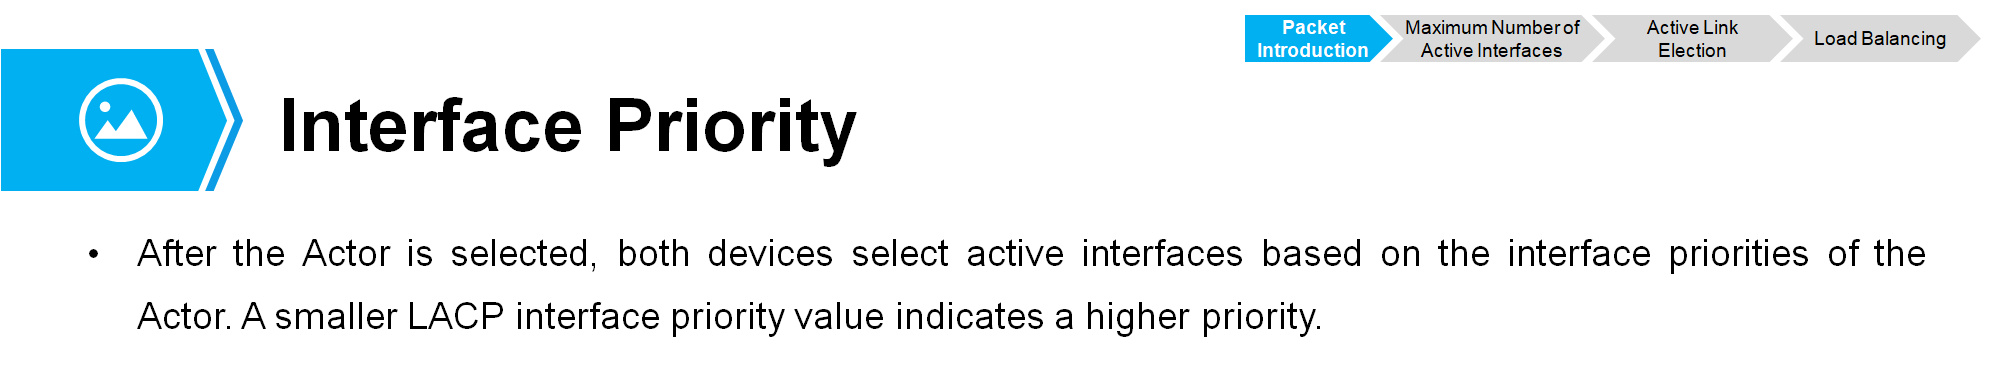 Packet
Introduction
Maximum Number of
Active Interfaces
Active Link
Election
Load Balancing
Interface Priority
• After the Actor is selected, both devices select active interfaces based on the interface priorities of the
Actor. A smaller LACP interface priority value indicates a higher priority.